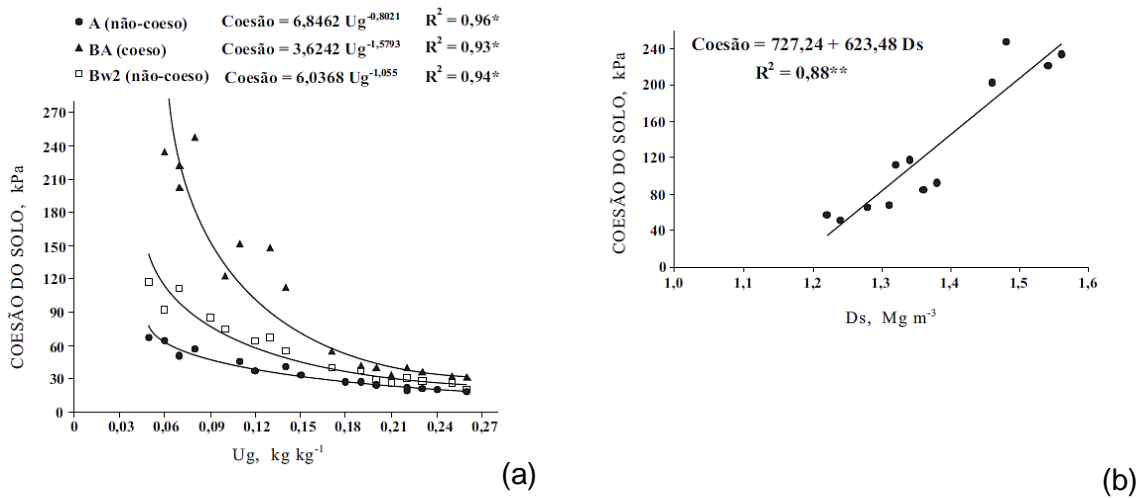 A (não-coeso) Coesão = 6,8462 Ug-0,8021 R2 = 0,96*
BA (coeso) Coesão = 3,6242 Ug-1,5793 R2 = 0,93*
Bw2 (não-coeso) Coesão = 6,0368 Ug-1,055 R2 = 0,94*
COESÃO DO SOLO, kPa
270
240
210
180
150
120
90
60
30
0
0 0,03 0,06 0,09 0,12 0,15 0,18 0,21 0,24 0,27
Ug, kg kg-1
(a)
Coesão = 727,24 + 623,48 Ds
R2 = 0,88**
COESÃO DO SOLO, kPa
240
200
160
120
80
40
0
1,0 1,1 1,2 1,3 1,4 1,5 1,6
Ds, Mg m-3
(b)